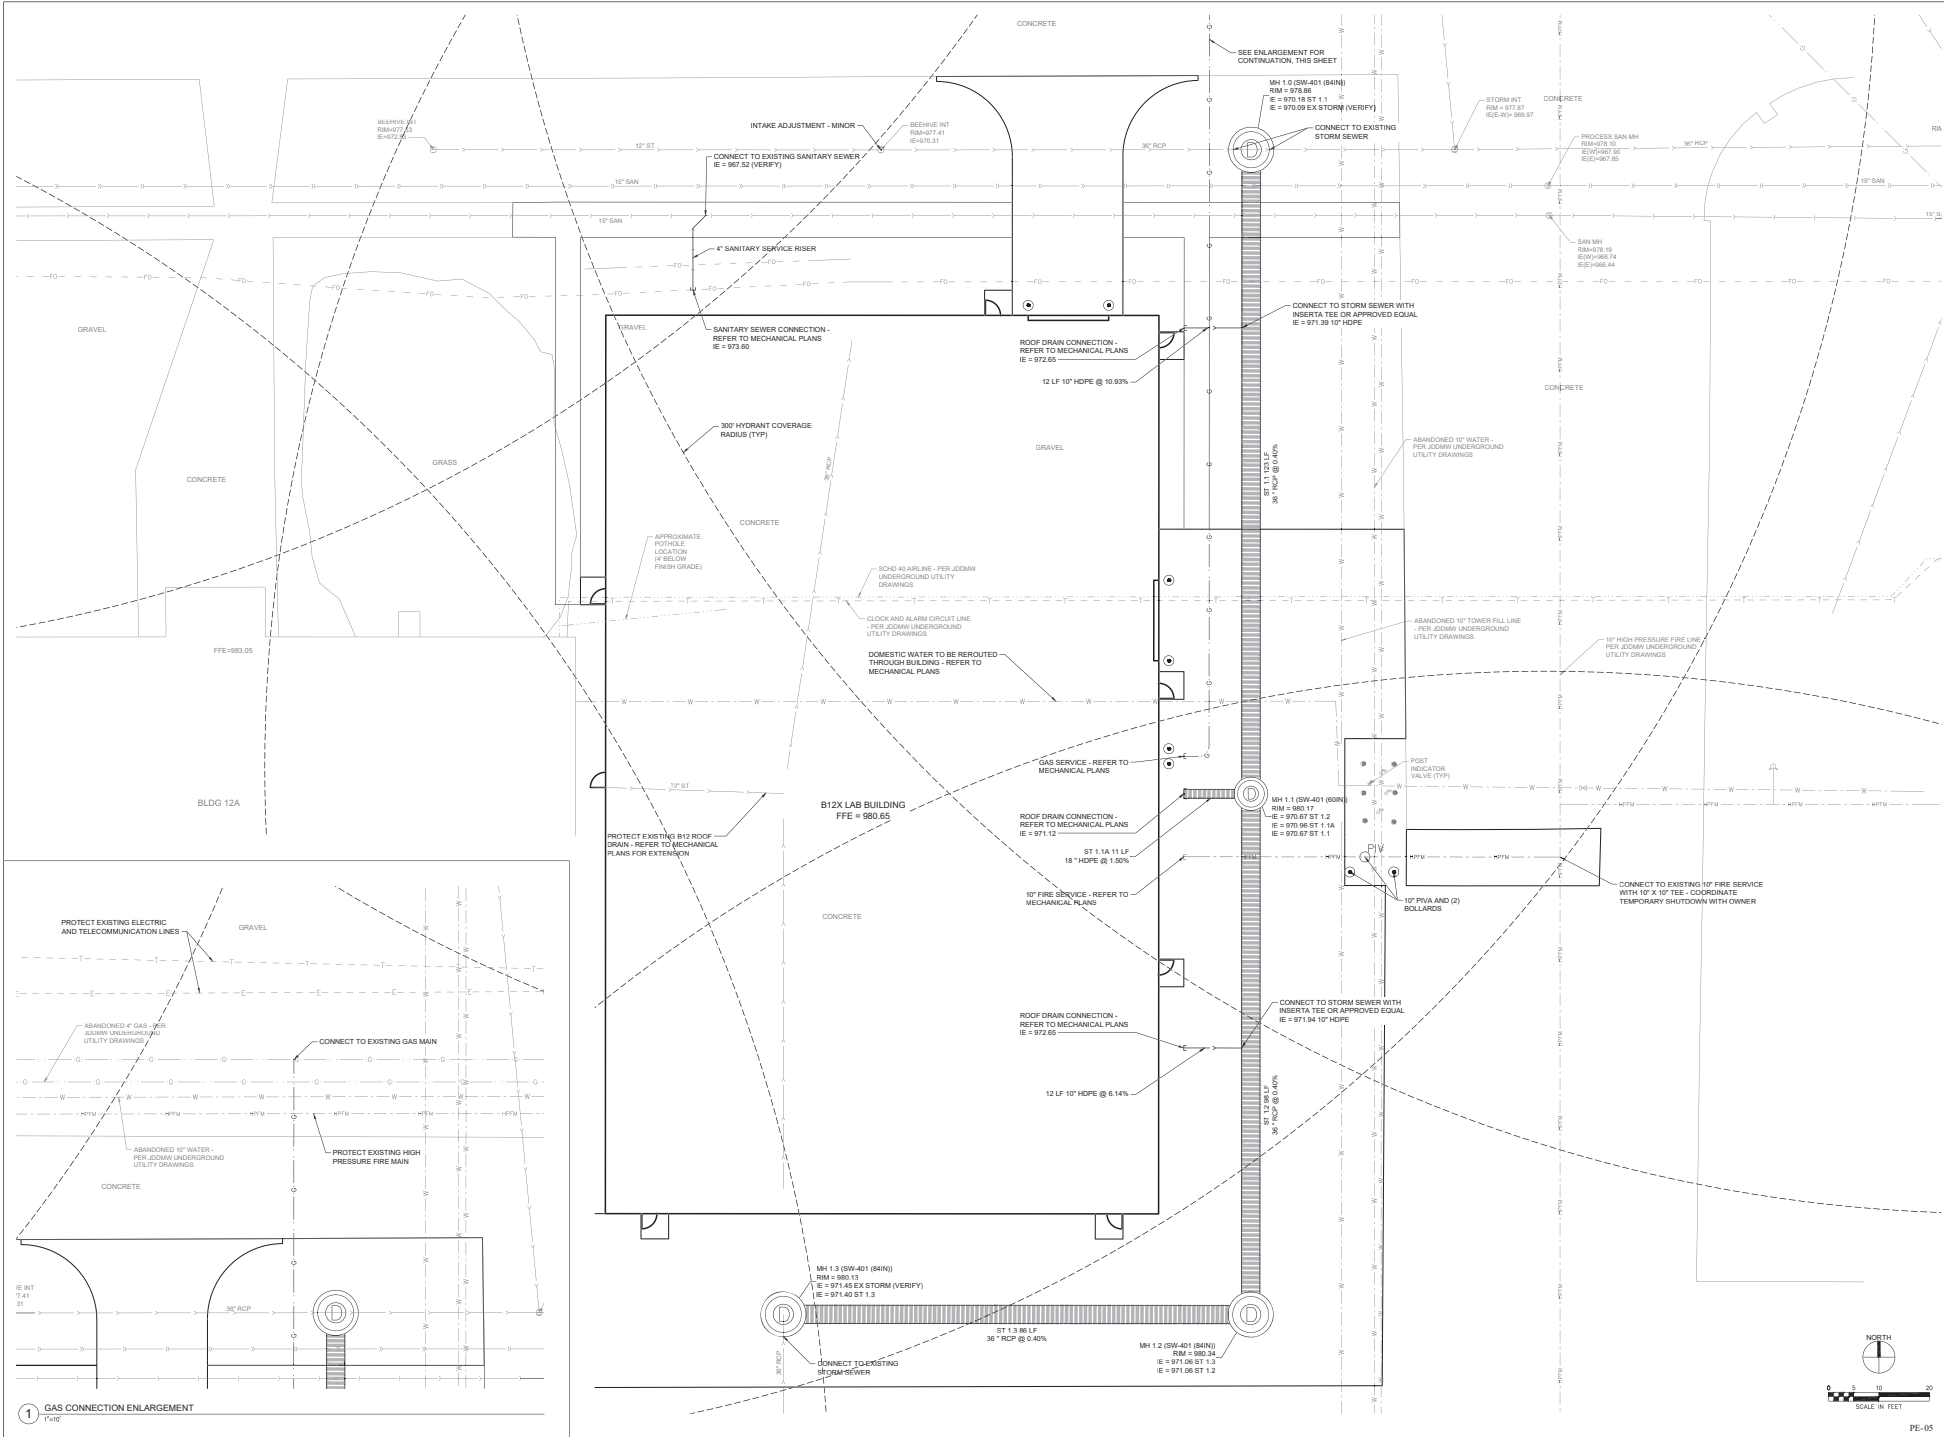 CONCRETE
SEE ENLARGEMENT FOR
CONTINUATION, THIS SHEET
MH 1.0 (SW-401 (84IN))
RIM = 978.86
IE = 970.18 ST 1.1
IE = 970.09 EX STORM (VERIFY)
CONNECT TO EXISTING
STORM SEWER
STORM INT
RIM = 977.87
IE(E-W)= 969.97
CONCRETE
PROCESS SAN MH
RIM=978.10
IE(W)=967.90
IE(E)=967.85
36" RCP
BEEHIVE INT
INTAKE ADJUSTMENT - MINOR
BEEHIVE INT
RIM=977.41
IE=970.31
12" ST
36" RCP
CONNECT TO EXISTING SANITARY SEWER
IE = 967.52 (VERIFY)
15" SAN
15" SAN
15" SAN
4" SANITARY SERVICE RISER
SAN MH
RIM=978.19
IE(W)=966.74
IE(E)=966.44
GRAVEL
GRAVEL
SANITARY SEWER CONNECTION -
REFER TO MECHANICAL PLANS
IE = 973.60
CONNECT TO STORM SEWER WITH
INSERTA TEE OR APPROVED EQUAL
IE = 971.39 10" HDPE
ROOF DRAIN CONNECTION -
REFER TO MECHANICAL PLANS
IE = 972.65
12 LF 10" HDPE @ 10.93%
CONCRETE
300' HYDRANT COVERAGE
RADIUS (TYP)
GRAVEL
36" RCP
ST 1.1 123 LF
36 " RCP @ 0.40%
ABANDONED 10" WATER -
PER JDDMW UNDERGROUND
UTILITY DRAWINGS
GRASS
CONCRETE
CONCRETE
APPROXIMATE
POTHOLE
LOCATION
(4' BELOW
FINISH GRADE)
SCHD 40 AIRLINE - PER JDDMW
UNDERGROUND UTILITY
DRAWINGS
CLOCK AND ALARM CIRCUIT LINE
- PER JDDMW UNDERGROUND
UTILITY DRAWINGS
ABANDONED 10" TOWER FILL LINE
- PER JDDMW UNDERGROUND
UTILITY DRAWINGS
10" HIGH PRESSURE FIRE LINE
PER JDDMW UNDERGROUND
UTILITY DRAWINGS
FFE=983.05
DOMESTIC WATER TO BE REROUTED
THROUGH BUILDING - REFER TO
MECHANICAL PLANS
GAS SERVICE - REFER TO
MECHANICAL PLANS
POST
INDICATOR
VALVE (TYP)
12" ST
BLDG 12A
B12X LAB BUILDING
FFE = 980.65
ROOF DRAIN CONNECTION -
REFER TO MECHANICAL PLANS
IE = 971.12
MH 1.1 (SW-401 (60IN))
RIM = 980.17
IE = 970.67 ST 1.2
IE = 970.96 ST 1.1A
IE = 970.67 ST 1.1
PROTECT EXISTING B12 ROOF
DRAIN - REFER TO MECHANICAL
PLANS FOR EXTENSION
ST 1.1A 11 LF
18 " HDPE @ 1.50%
PIV
10" FIRE SERVICE - REFER TO
MECHANICAL PLANS
10" PIVA AND (2)
BOLLARDS
CONNECT TO EXISTING 10" FIRE SERVICE
WITH 10" X 10" TEE - COORDINATE
TEMPORARY SHUTDOWN WITH OWNER
CONCRETE
PROTECT EXISTING ELECTRIC
AND TELECOMMUNICATION LINES
GRAVEL
ABANDONED 4" GAS - PER
JDDMW UNDERGROUND
UTILITY DRAWINGS
CONNECT TO EXISTING GAS MAIN
ABANDONED 10" WATER -
PER JDDMW UNDERGROUND
UTILITY DRAWINGS
PROTECT EXISTING HIGH
PRESSURE FIRE MAIN
CONCRETE
36" RCP
1
GAS CONNECTION ENLARGEMENT
1"=10'
CONNECT TO STORM SEWER WITH
INSERTA TEE OR APPROVED EQUAL
IE = 971.94 10" HDPE
ROOF DRAIN CONNECTION -
REFER TO MECHANICAL PLANS
IE = 972.65
12 LF 10" HDPE @ 6.14%
ST 1.2 98 LF
36 " RCP @ 0.40%
MH 1.3 (SW-401 (84IN))
RIM = 980.13
IE = 971.45 EX STORM (VERIFY)
IE = 971.40 ST 1.3
ST 1.3 86 LF
36 " RCP @ 0.40%
MH 1.2 (SW-401 (84IN))
RIM = 980.34
IE = 971.06 ST 1.3
IE = 971.06 ST 1.2
36" RCP
CONNECT TO EXISTING
STORM SEWER
NORTH
0 5 10 20
SCALE IN FEET
PE-05